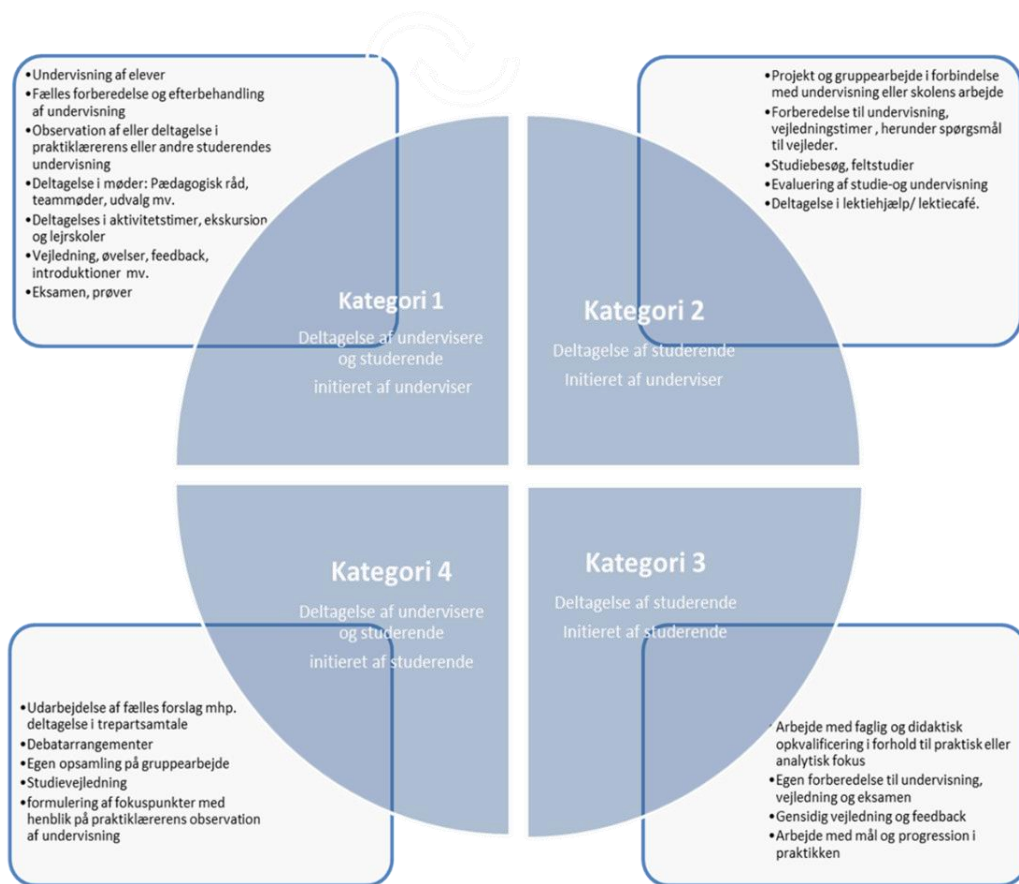 •Undervisning af elever
•Fælles forberedelse og efterbehandling
af undervisning
•Observation af eller deltagelse i
praktiklærerens eller andre studerendes
undervisning
•Deltagelse i møder: Pædagogisk råd,
teammøder, udvalg mv.
•Deltagelses i aktivitetstimer, ekskursion
og lejrskoler
•Vejledning, øvelser, feedback,
introduktioner mv.
•Eksamen, prøver
•Projekt og gruppearbejde i forbindelse
med undervisning eller skolens arbejde
•Forberedelse til undervisning,
vejledningstimer , herunder spørgsmål
til vejleder.
•Studiebesøg, feltstudier
•Evaluering af studie-og undervisning
•Deltagelse i lektiehjælp/ lektiecafé.
Kategori 1
Deltagelse af undervisere
og studerende
initieret af underviser
Kategori 2
Deltagelse af studerende
Initieret af underviser
Kategori 4
Deltagelse af undervisere
og studerende
initieret af studerende
Kategori 3
Deltagelse af studerende
Initieret af studerende
•Udarbejdelse af fælles forslag mhp.
deltagelse i trepartsamtale
•Debatarrangementer
•Egen opsamling på gruppearbejde
•Studievejledning
•formulering af fokuspunkter med
henblik på praktiklærerens observation
af undervisning
•Arbejde med faglig og didaktisk
opkvalificering i forhold til praktisk eller
analytisk fokus
•Egen forberedelse til undervisning,
vejledning og eksamen
•Gensidig vejledning og feedback
•Arbejde med mål og progression i
praktikken